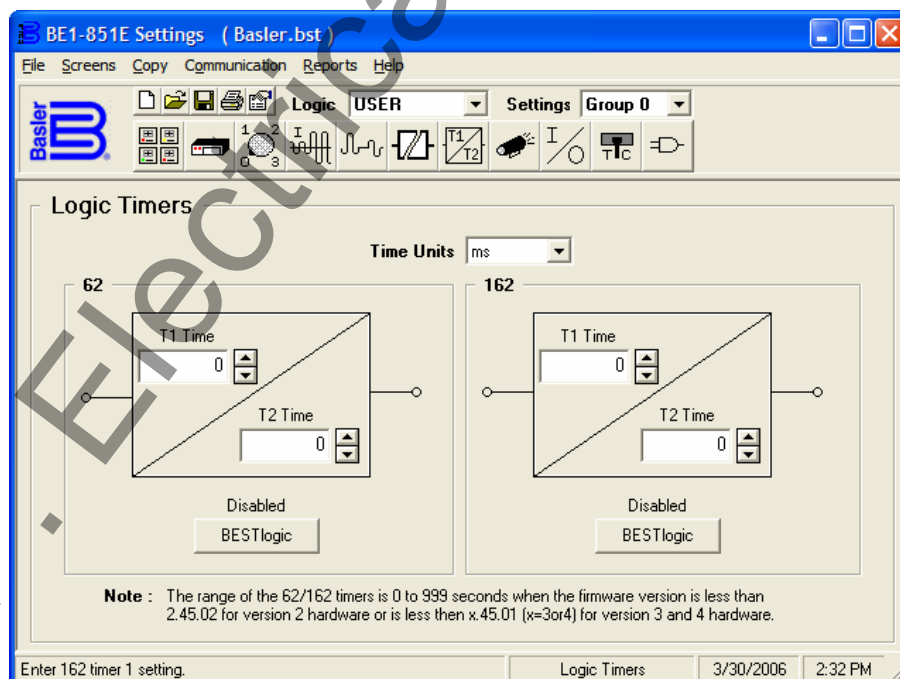 BE1-851E Settings ( Basler.bst )
File Screens Copy Communication Reports Help
Basler
Logic USER Settings Group 0
1 2
0 3
I
T1
T2
I
O
T C
Logic Timers
Time Units ms
62
T1 Time
0
T2 Time
0
Disabled
BESTlogic
162
T1 Time
0
T2 Time
0
Disabled
BESTlogic
Note : The range of the 62/162 timers is 0 to 999 seconds when the firmware version is less than
2.45.02 for version 2 hardware or is less then x.45.01 (x=3or4) for version 3 and 4 hardware.
Enter 162 timer 1 setting. Logic Timers 3/30/2006 2:32 PM
. Electrica